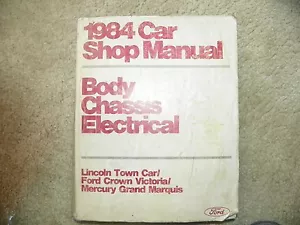 1984 Car
Shop Manual
Body
Chassis
Electrical
Lincoln Town Car/
Ford Crown Victoria/
Mercury Grand Marquis
Ford